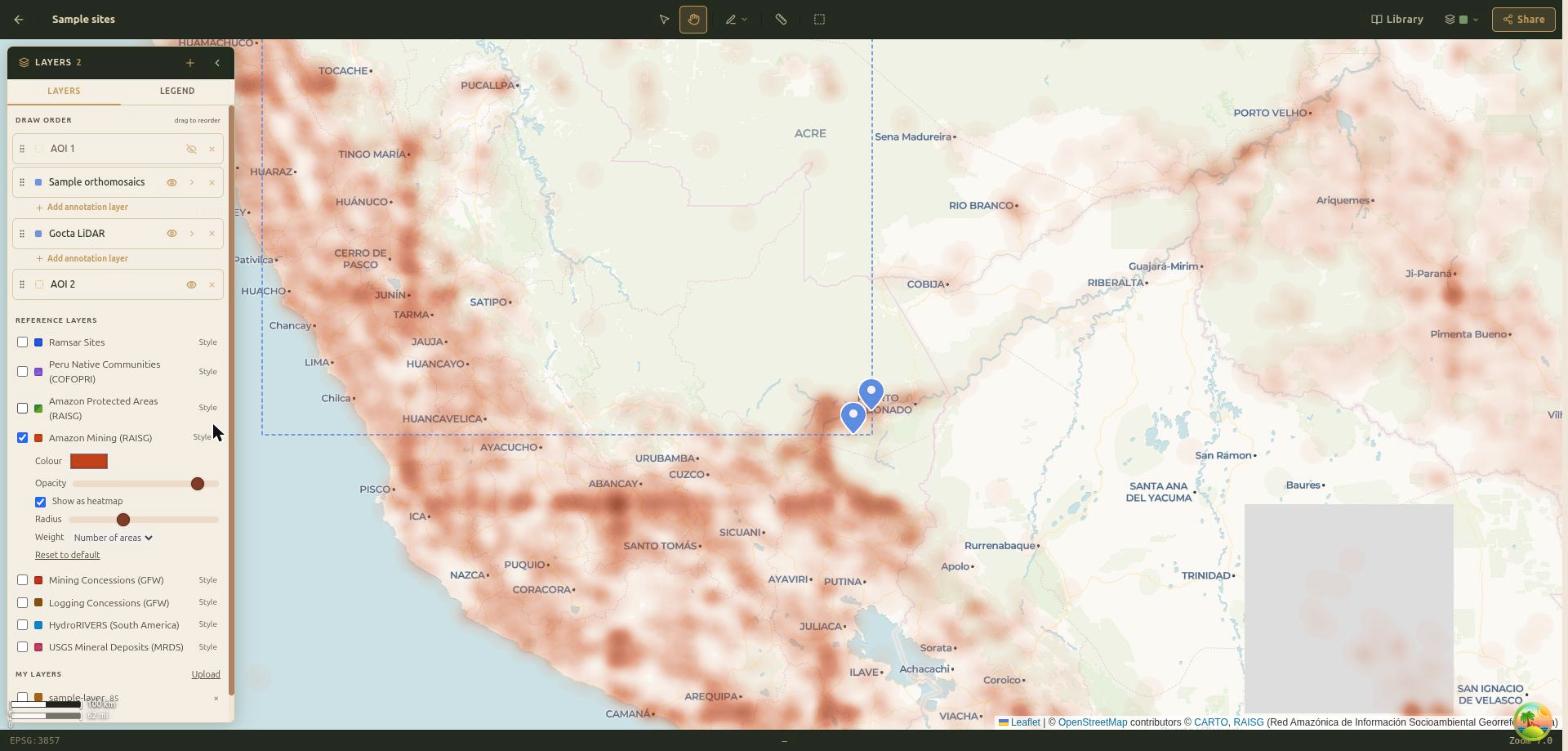 Sample sites
Library
Share
LAYERS 2
LAYERS
LEGEND
DRAW ORDER
drag to reorder
AOI 1
Sample orthomosaics
+ Add annotation layer
Gocta LiDAR
+ Add annotation layer
AOI 2
REFERENCE LAYERS
Ramsar Sites
Style
Peru Native Communities
(COFOPRI)
Style
Amazon Protected Areas
(RAISG)
Style
Amazon Mining (RAISG)
Style
Colour
Opacity
Show as heatmap
Radius
Weight Number of areas
Reset to default
Mining Concessions (GFW)
Style
Logging Concessions (GFW)
Style
HydroRIVERS (South America)
Style
USGS Mineral Deposits (MRDS)
Style
MY LAYERS
Upload
sample-layer 85
100 km
62 mi
HUAMACHUCO
TOCACHE
PUCALLPA
ACRE
Sena Madureira
PORTO VELHO
TINGO MARÍA
HUARAZ
HUÁNUCO
RIO BRANCO
Ariquemes
CERRO DE
PASCO
Pativilca
HUACHO
JUNÍN
SATIPO
COBIJA
Guajará-Mirim
RIBERALTA
Ji-Paraná
TARMA
Chancay
JAUJA
Pimenta Bueno
LIMA
HUANCAYO
Chilca
HUANCAVELICA
AYACUCHO
URUBAMBA
CUZCO
ABANCAY
San Ramon
PISCO
ICA
SANTA ANA
DEL YACUMA
Baures
SICUANI
SANTO TOMÁS
Rurrenabaque
PUQUIO
NAZCA
CORACORA
AYAVIRI
PUTINA
Apolo
TRINIDAD
JULIACA
Sorata
ILAVE
Achacachi
Coroico
AREQUIPA
CAMANÁ
VIACHA
SAN IGNACIO
DE VELASCO
Leaflet | © OpenStreetMap contributors © CARTO, RAISG (Red Amazónica de Información Socioambiental
EPSG:3857
–